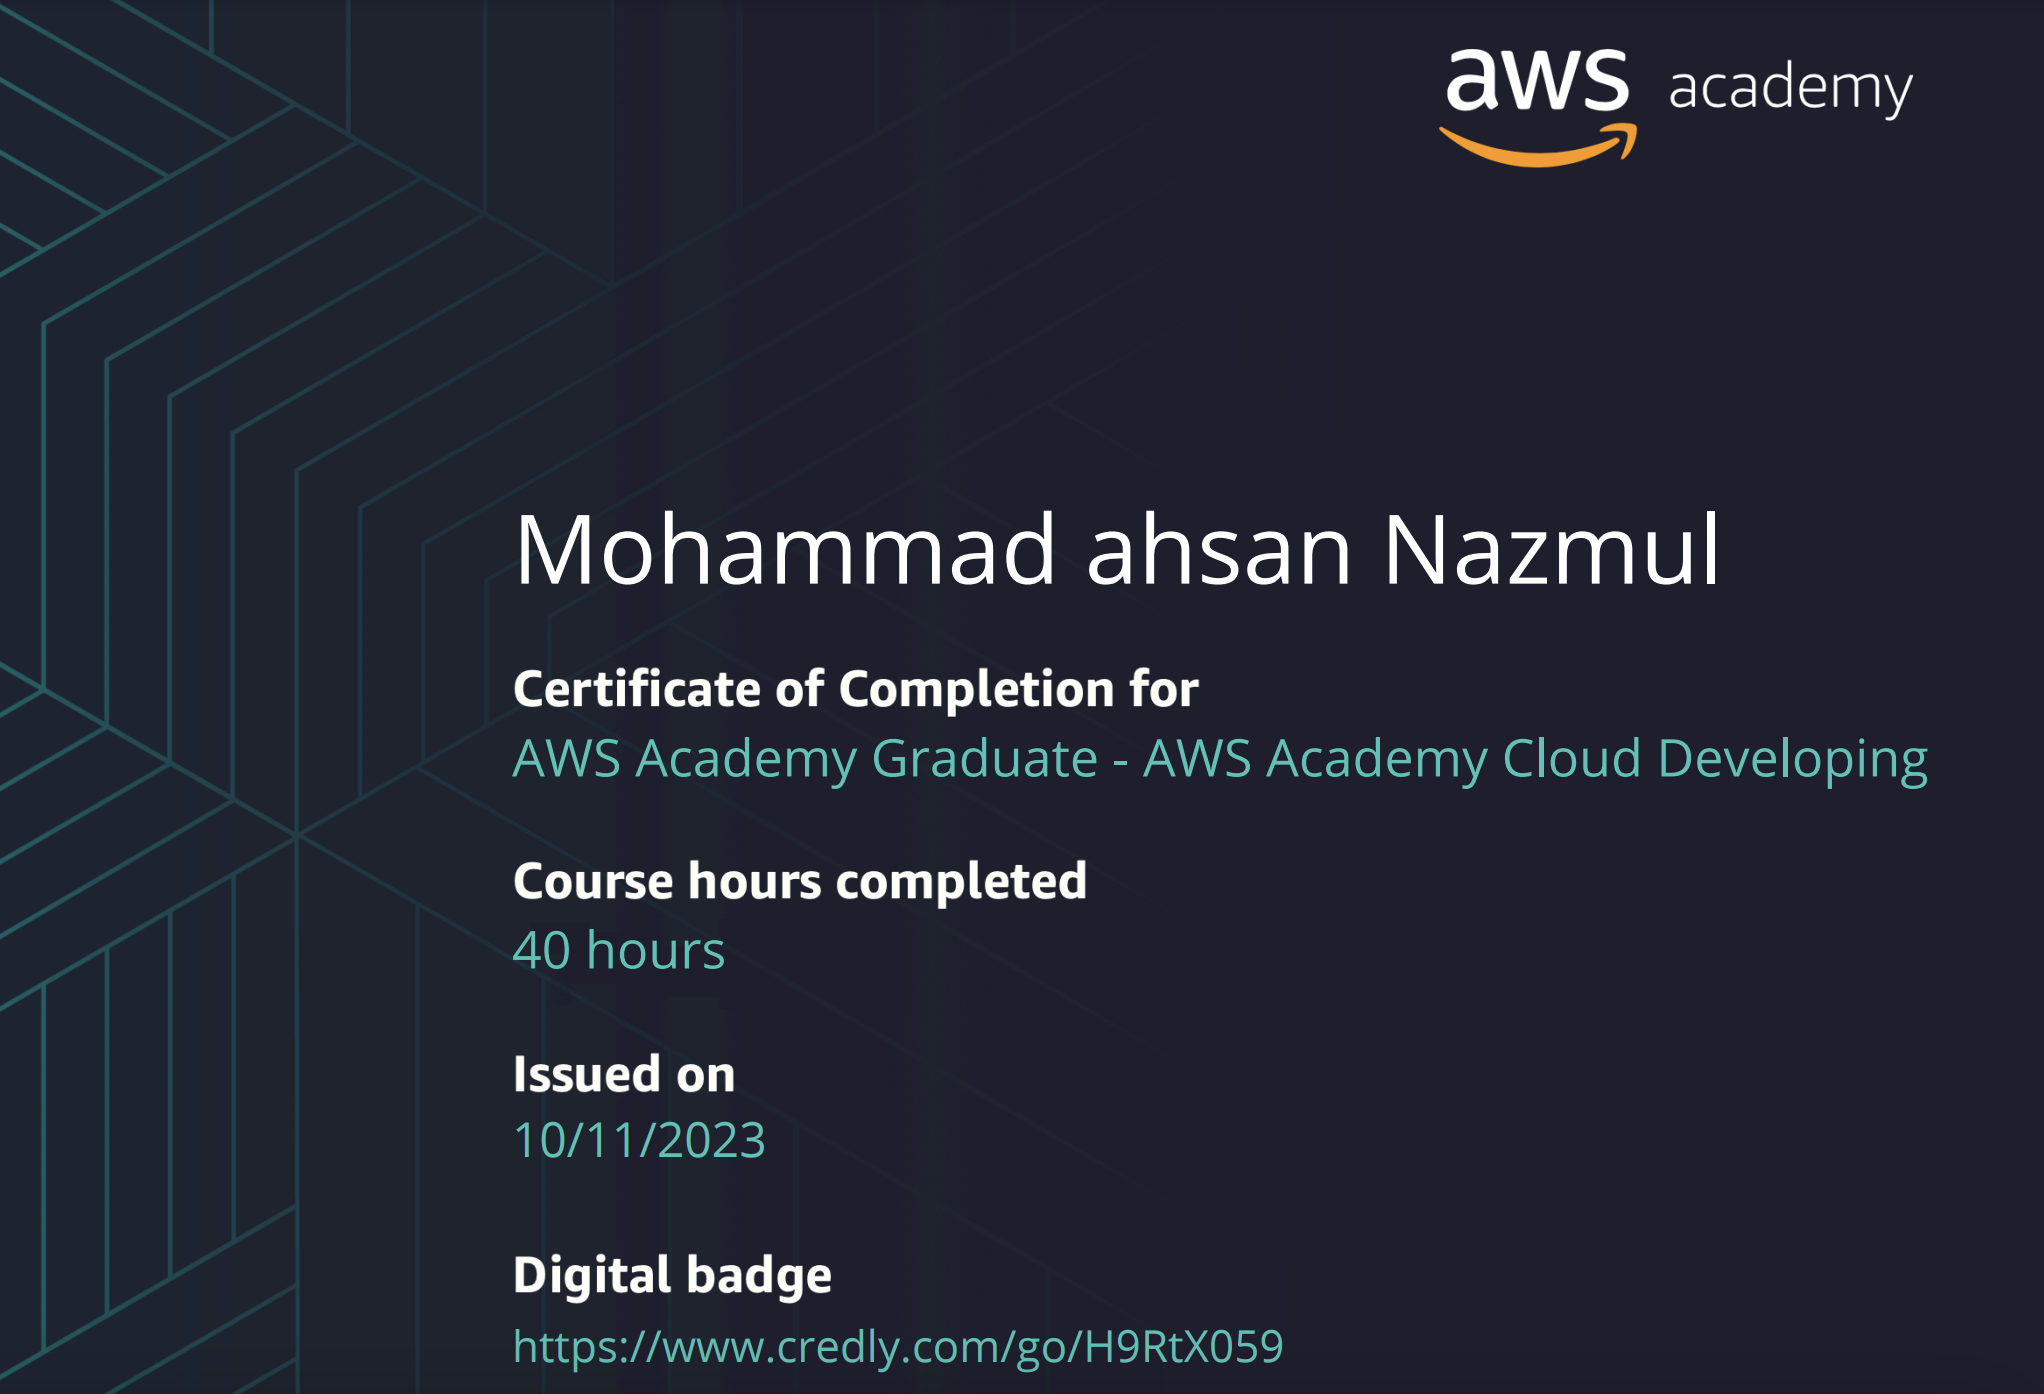 aws academy
Mohammad ahsan Nazmul
Certificate of Completion for
AWS Academy Graduate - AWS Academy Cloud Developing
Course hours completed
40 hours
Issued on
10/11/2023
Digital badge
https://www.credly.com/go/H9RtX059